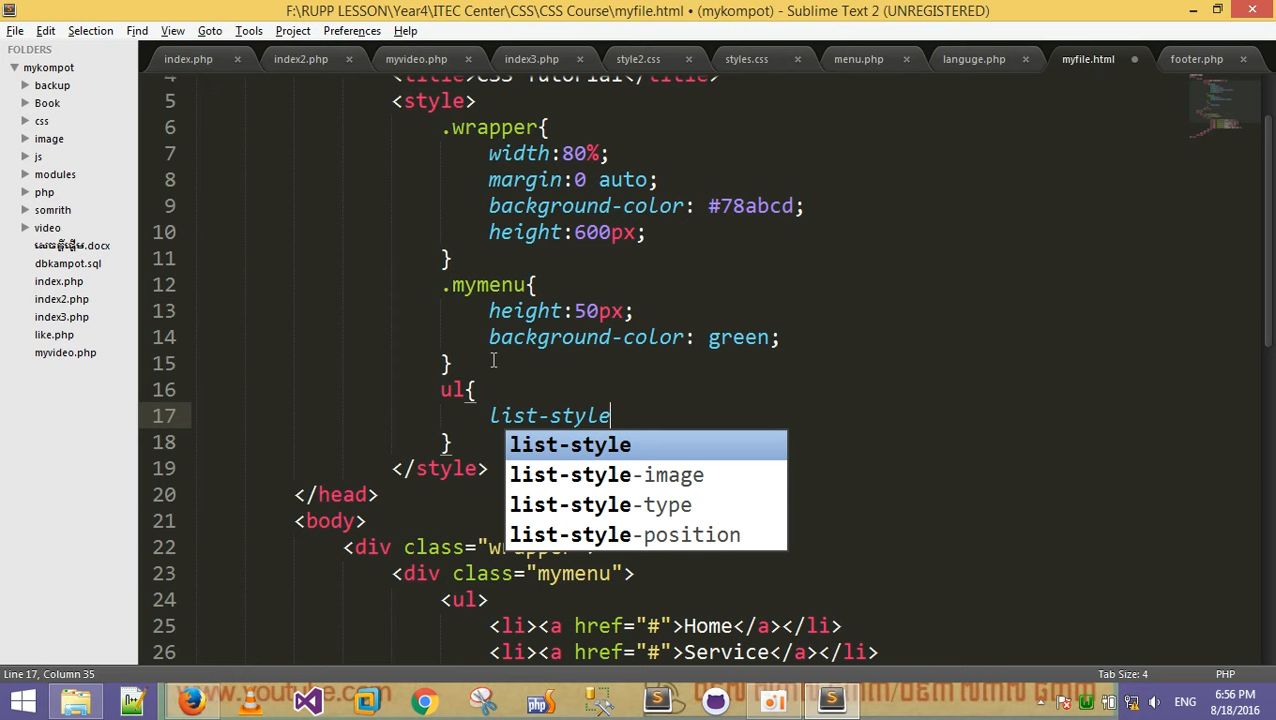 F:\RUPP LESSON\Year4\ITEC Center\CSS\CSS Course\myfile.html • (mykompot) - Sublime Text 2 (UNREGISTERED)
File Edit Selection Find View Goto Tools Project Preferences Help
FOLDERS
mykompot
backup
Book
css
image
js
modules
php
somrith
video
dbkampot.sql
index.php
index2.php
index3.php
like.php
myvideo.php
index.php × index2.php × myvideo.php × index3.php × style2.css × styles.css × menu.php × languge.php × myfile.html footer.php ×
4 <title>CSS Tutorial</title>
5 <style>
6 .wrapper{
7 width:80%;
8 margin:0 auto;
9 background-color: #78abcd;
10 height:600px;
11 }
12 .mymenu{
13 height:50px;
14 background-color: green;
15 }
16 ul{
17 list-style
18 }
19 </style>
20 </head>
21 <body>
22 <div class="wrapper">
23 <div class="mymenu">
24 <ul>
25 <li><a href="#">Home</a></li>
26 <li><a href="#">Service</a></li>
list-style
list-style-image
list-style-type
list-style-position
Line 17, Column 35
Tab Size: 4
PHP
www.youtube.com
ENG
6:56 PM
8/18/2016